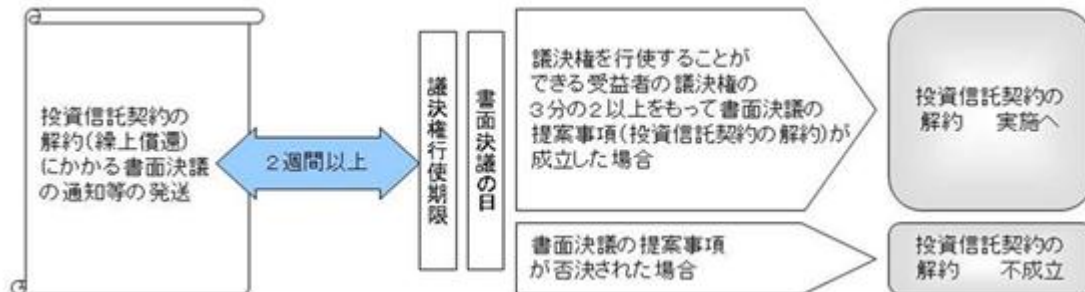 投資信託契約の
解約(繰上償還)
にかかる書面決議
の通知等の発送
2週間以上
議決権行使期限
書面決議の日
議決権を行使することが
できる受益者の議決権の
3分の2以上をもって書面決議の
提案事項(投資信託契約の解約)が
成立した場合
投資信託契約の
解約　実施へ
書面決議の提案事項
が否決された場合
投資信託契約の
解約　不成立